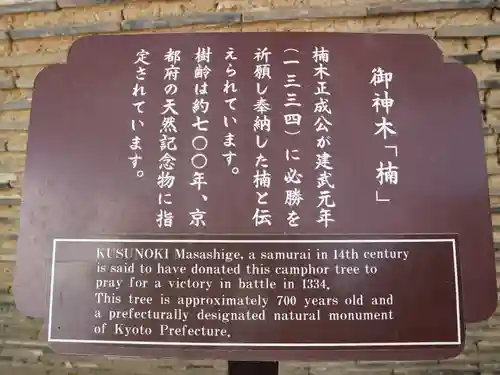 御神木「楠」
楠木正成公が建武元年
（一三三四）に必勝を
祈願し奉納した楠と伝
えられています。
樹齢は約七〇〇年、京
都府の天然記念物に指
定されています。
KUSUNOKI Masashige, a samurai in 14th century
is said to have donated this camphor tree to
pray for a victory in battle in 1334.
This tree is approximately 700 years old and
a prefecturally designated natural monument
of Kyoto Prefecture.